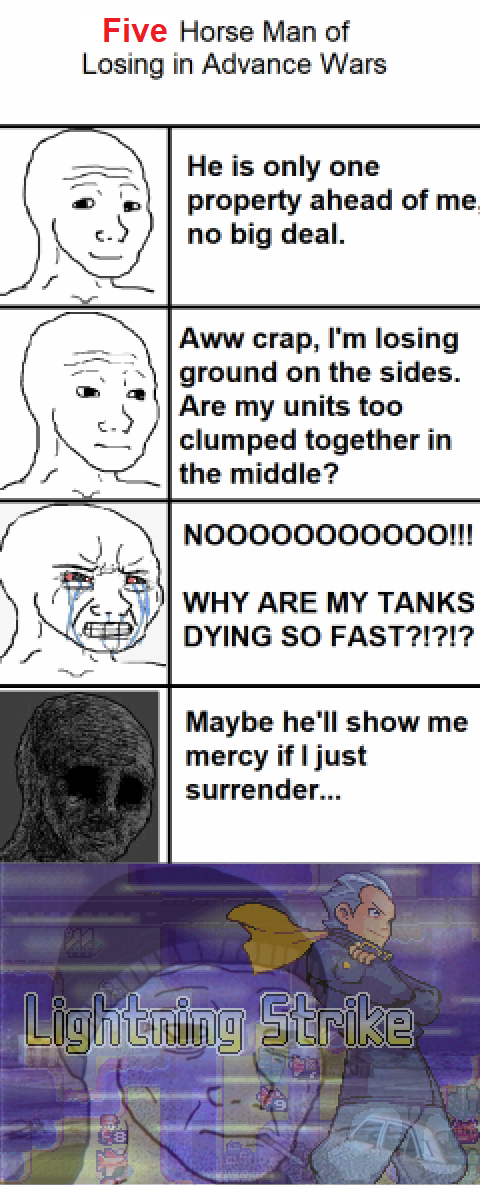 Five Horse Man of
Losing in Advance Wars
He is only one
property ahead of me,
no big deal.
Aww crap, I'm losing
ground on the sides.
Are my units too
clumped together in
the middle?
NOOOOOOOOOOO!!!
WHY ARE MY TANKS
DYING SO FAST?!?!?
Maybe he'll show me
mercy if I just
surrender...
Lightning Strike
9
8